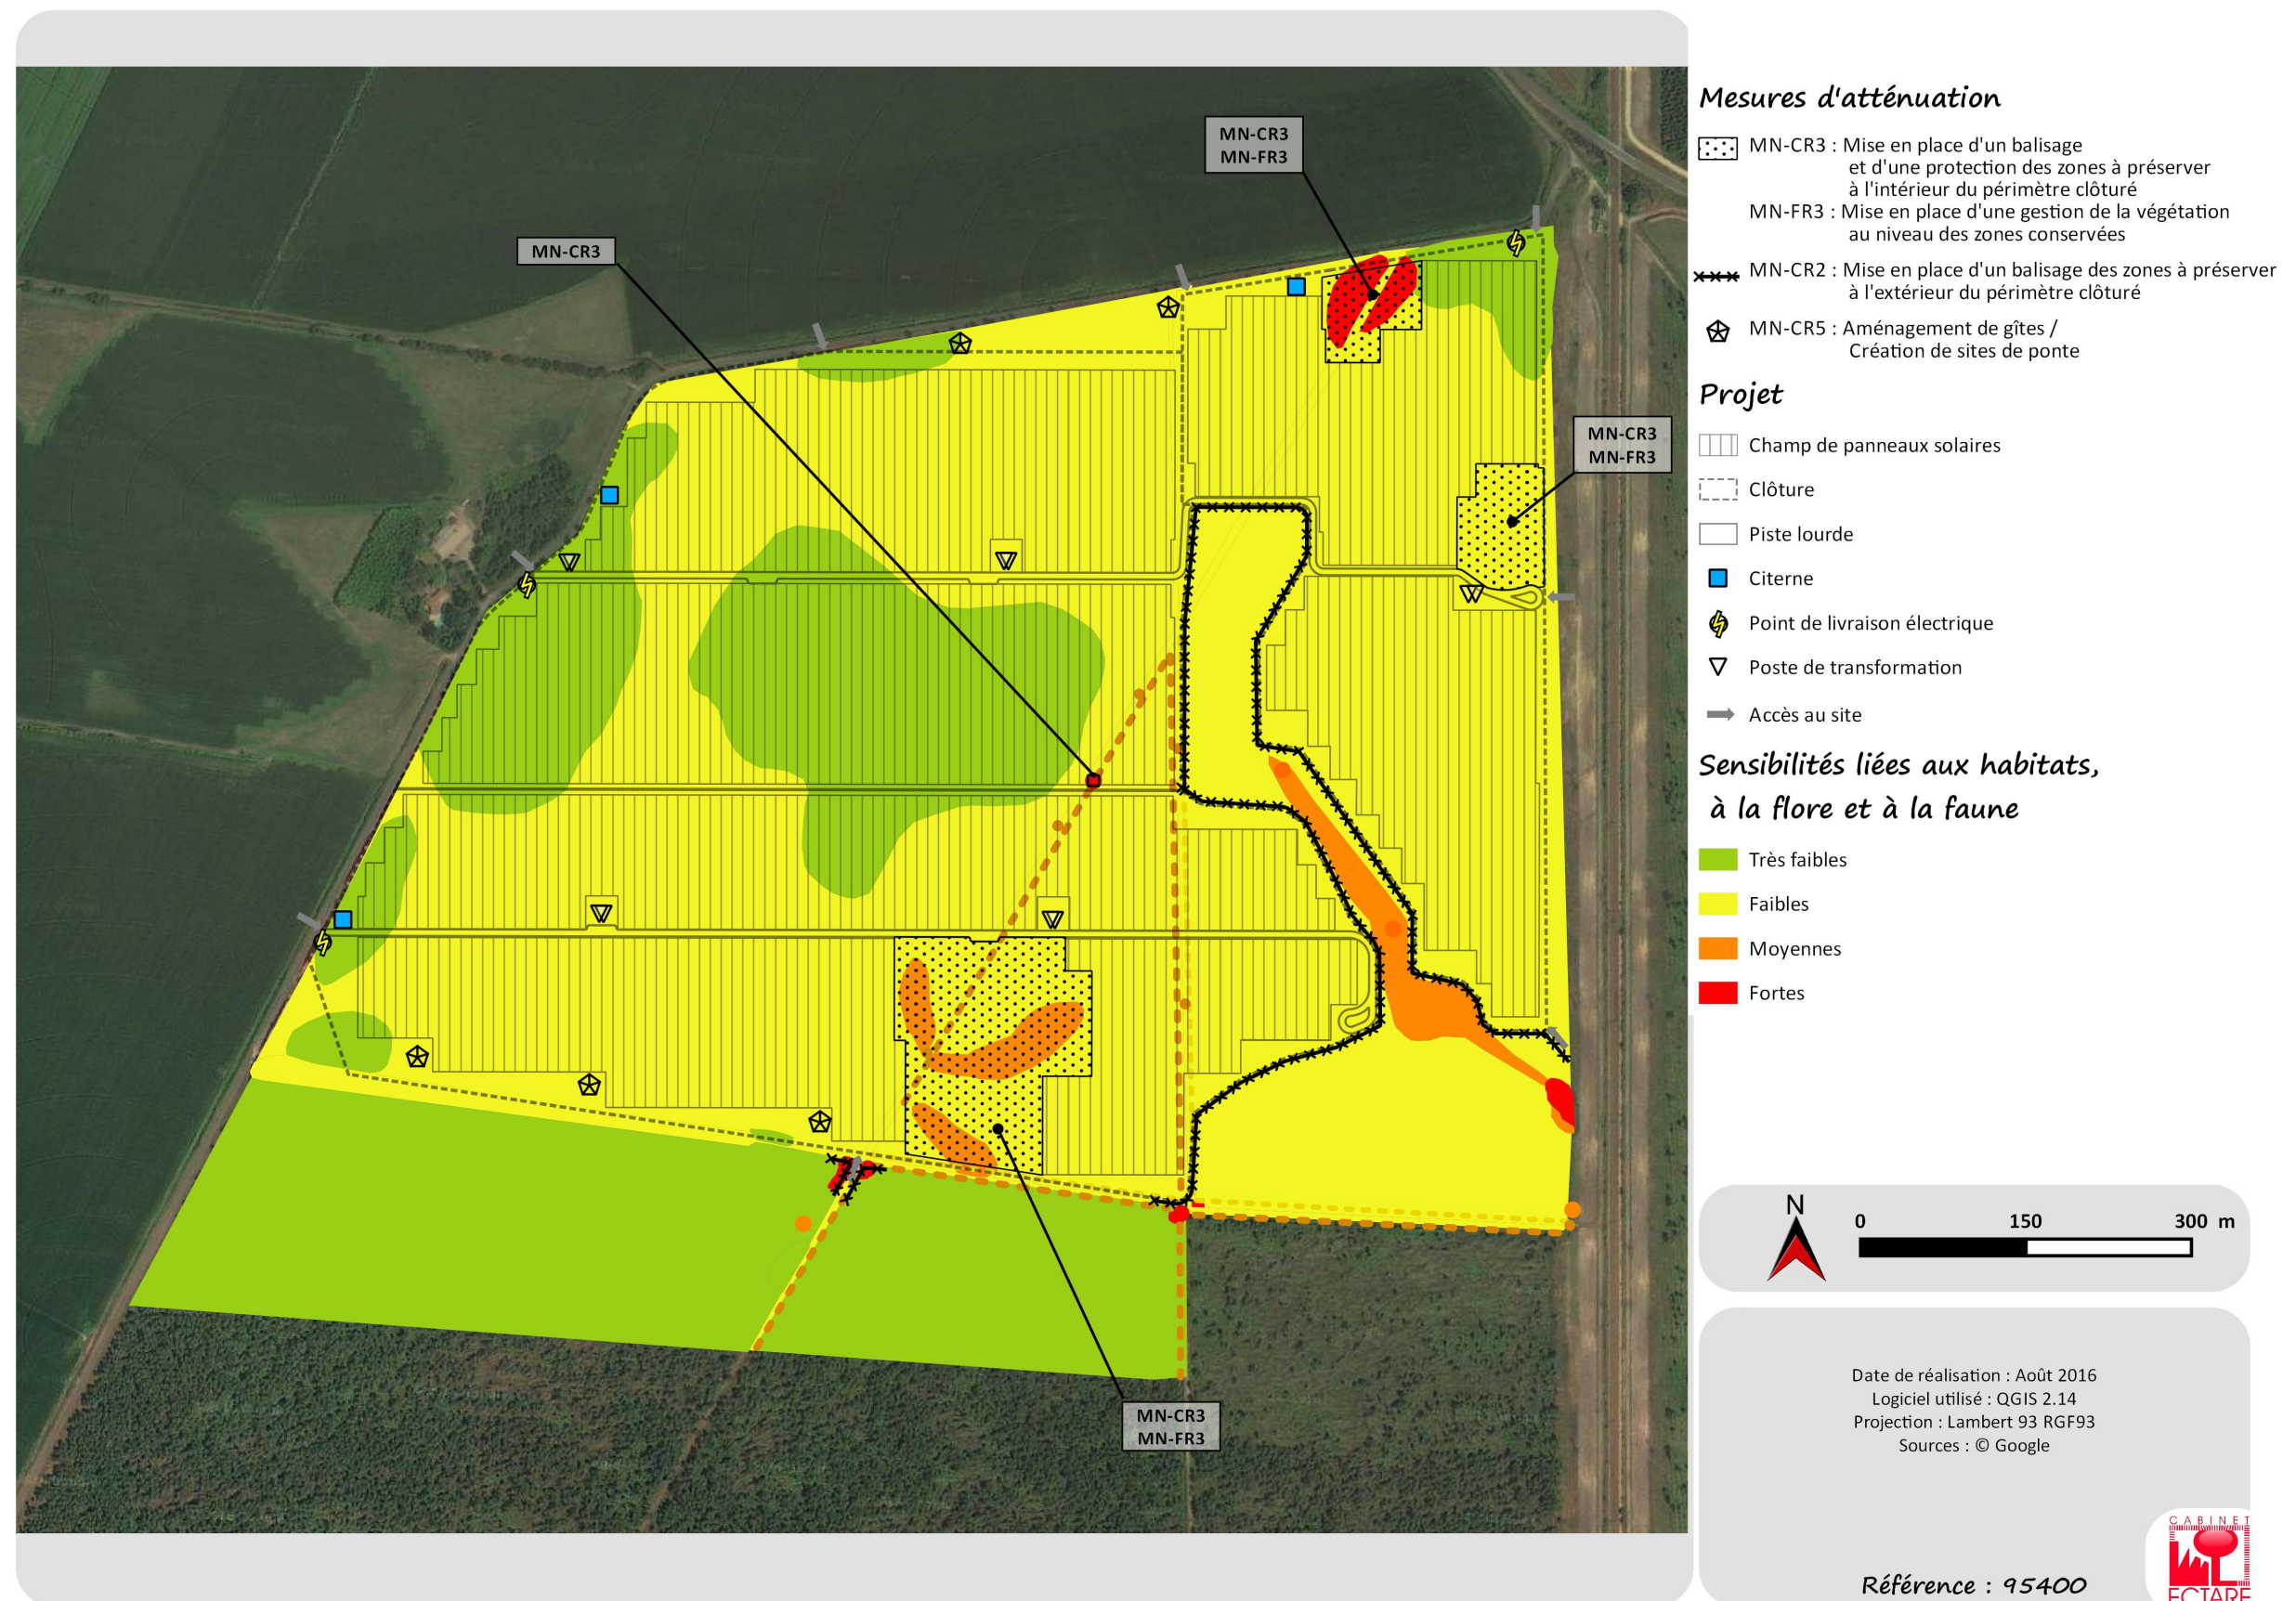 MN-CR3
MN-FR3
MN-CR3
MN-CR3
MN-FR3
MN-CR3
MN-FR3
Mesures d'atténuation
MN-CR3 : Mise en place d'un balisage
et d'une protection des zones à préserver
à l'intérieur du périmètre clôturé
MN-FR3 : Mise en place d'une gestion de la végétation
au niveau des zones conservées
MN-CR2 : Mise en place d'un balisage des zones à préserver
à l'extérieur du périmètre clôturé
MN-CR5 : Aménagement de gîtes /
Création de sites de ponte
Projet
Champ de panneaux solaires
Clôture
Piste lourde
Citerne
Point de livraison électrique
Poste de transformation
Accès au site
Sensibilités liées aux habitats,
à la flore et à la faune
Très faibles
Faibles
Moyennes
Fortes
N
0 150 300 m
Date de réalisation : Août 2016
Logiciel utilisé : QGIS 2.14
Projection : Lambert 93 RGF93
Sources : © Google
Référence : 95400
CABINET
ECTARE